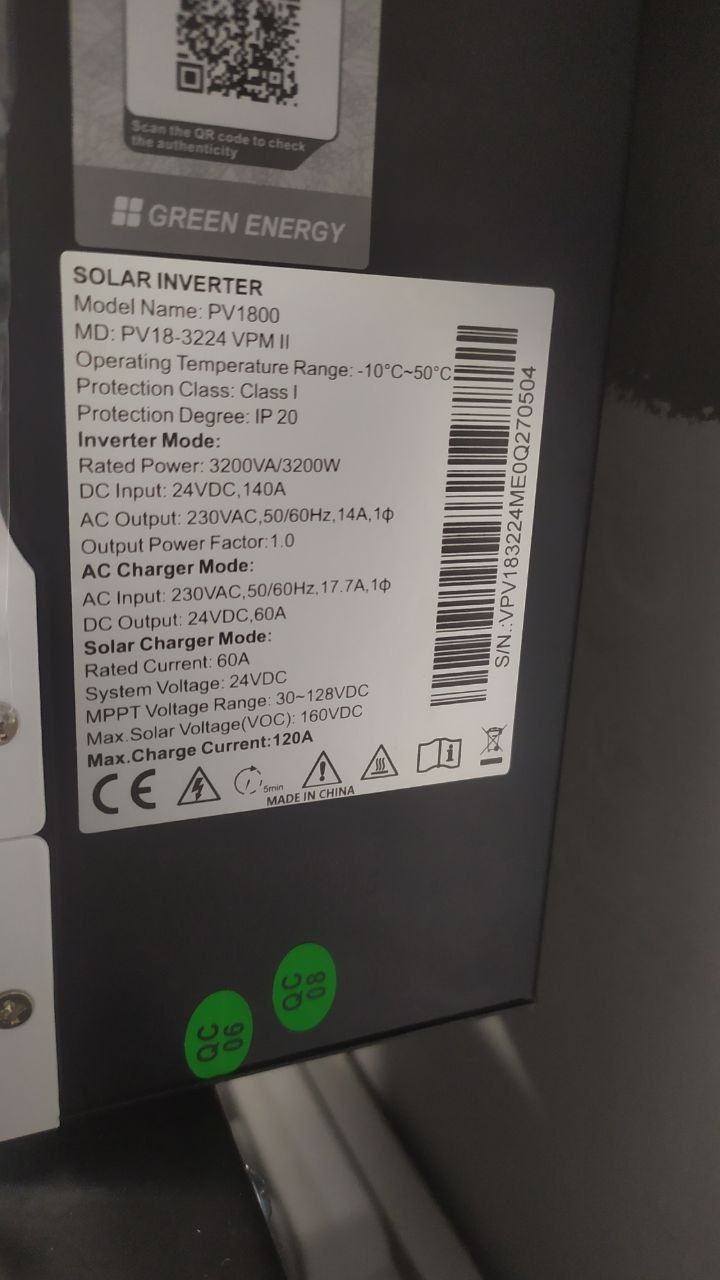 Scan the QR code to check
the authenticity
GREEN ENERGY
SOLAR INVERTER
Model Name: PV1800
MD: PV18-3224 VPM II
Operating Temperature Range: -10°C~50°C
Protection Class: Class I
Protection Degree: IP 20
Inverter Mode:
Rated Power: 3200VA/3200W
DC Input: 24VDC,140A
AC Output: 230VAC,50/60Hz,14A,1ϕ
Output Power Factor:1.0
AC Charger Mode:
AC Input: 230VAC,50/60Hz,17.7A,1ϕ
DC Output: 24VDC,60A
Solar Charger Mode:
Rated Current: 60A
System Voltage: 24VDC
MPPT Voltage Range: 30~128VDC
Max.Solar Voltage(VOC): 160VDC
Max.Charge Current:120A
CE
5min
MADE IN CHINA
S/N.:VPV183224ME0Q270504
QC
06
QC
08